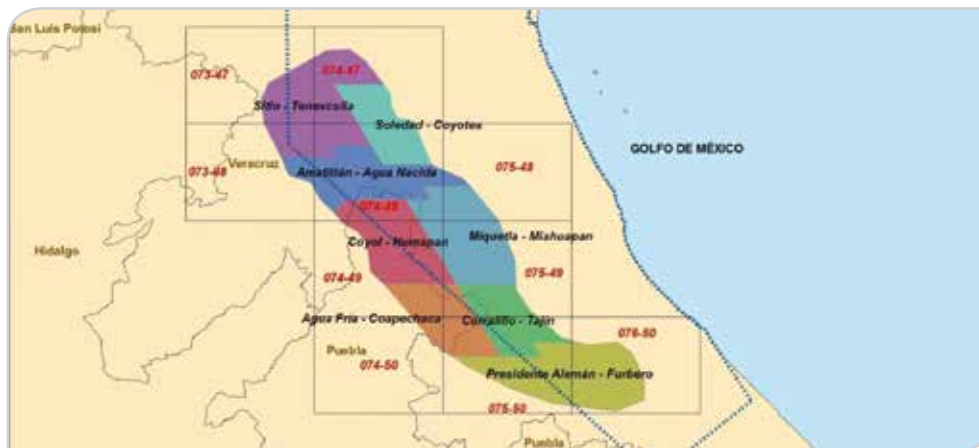 San Luis Potosí
073-47
074-47
Sitio - Tenexcuila
Soledad - Coyotes
GOLFO DE MÉXICO
Veracruz
073-48
Amatitlán - Agua Nacida
075-48
074-48
Hidalgo
Coyol - Humapan
Miquetla - Miahuapan
074-49
075-49
Agua Fría - Coapechaca
Corralillo - Tajín
076-50
Puebla
074-50
Presidente Alemán - Furbero
075-50
Puebla